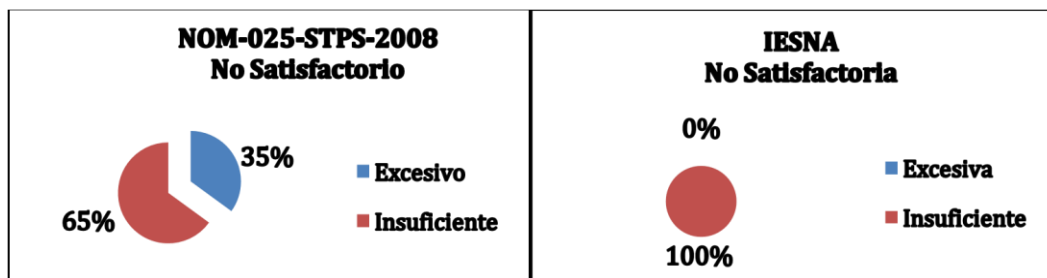 NOM-025-STPS-2008
No Satisfactorio
35%
65%
Excesivo
Insuficiente
IESNA
No Satisfactoria
0%
100%
Excesiva
Insuficiente